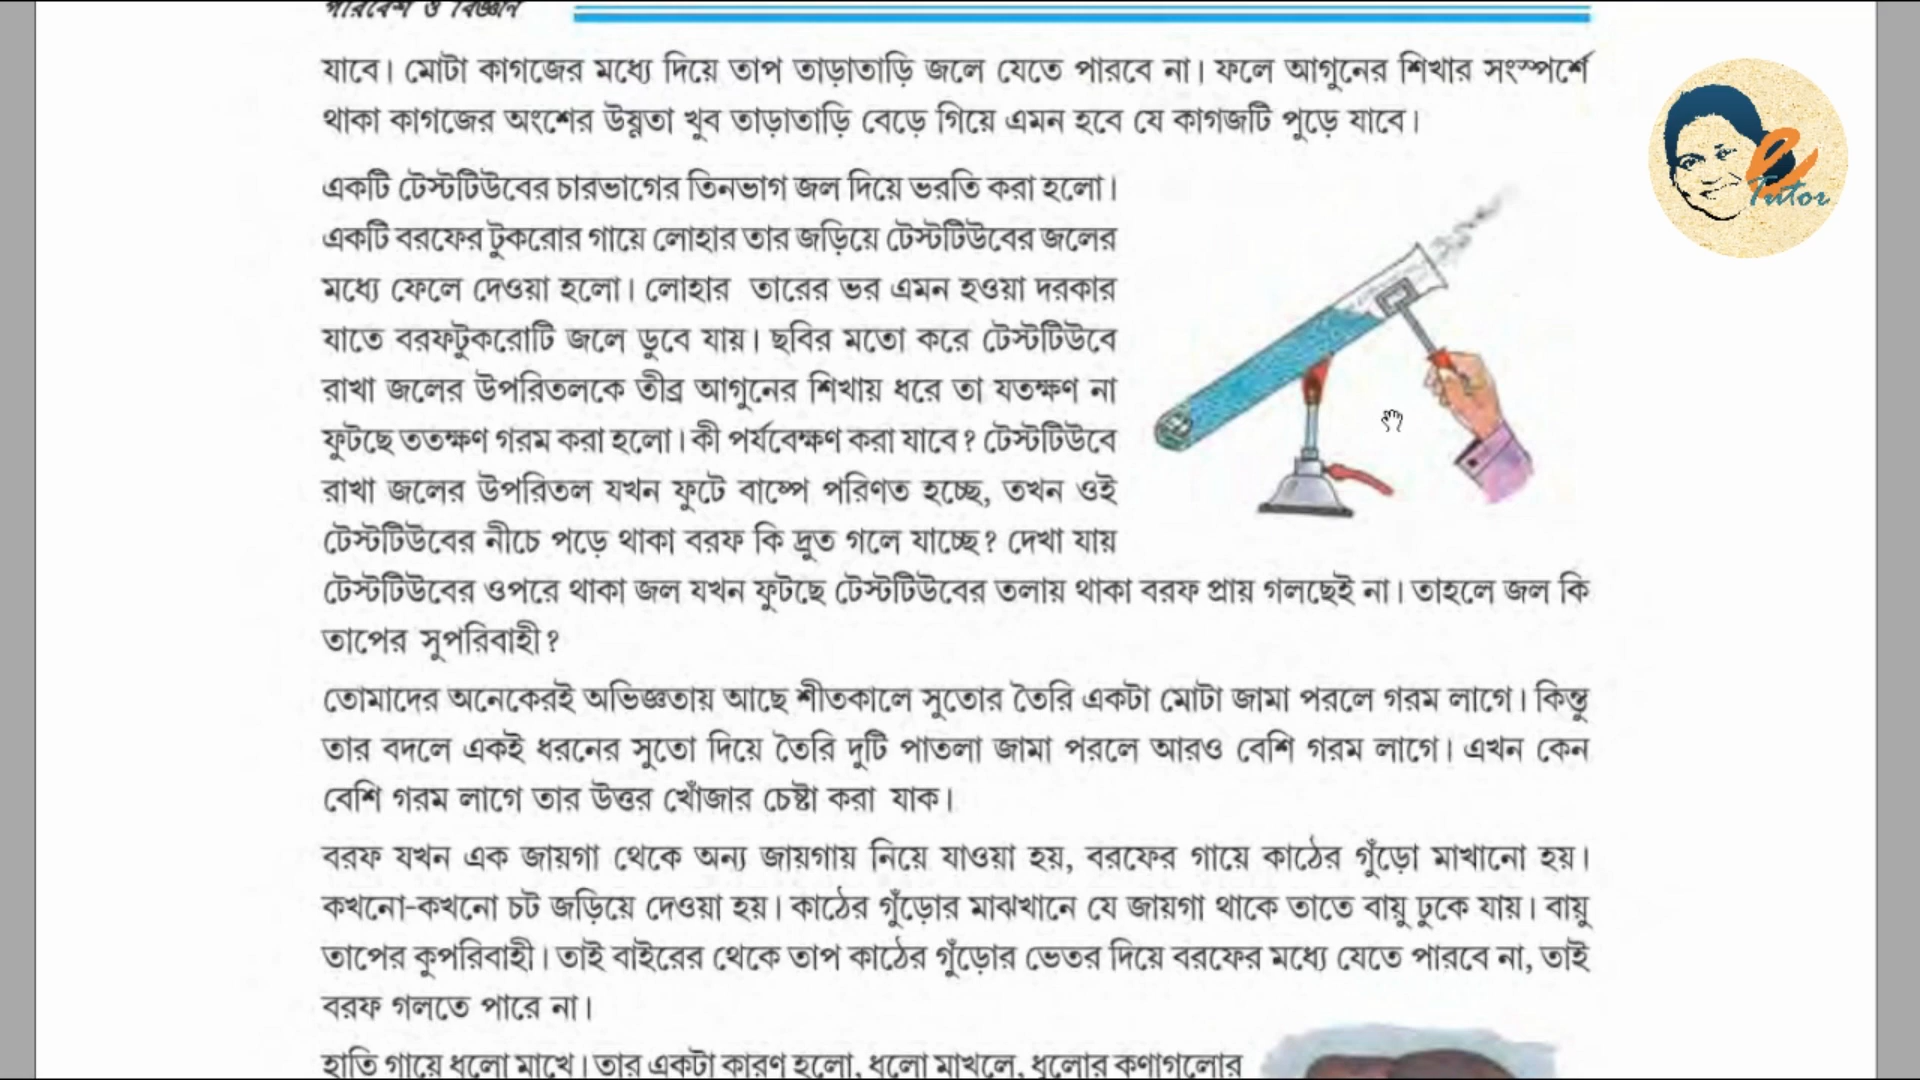 পরিবেশ ও বিজ্ঞান
যাবে। মোটা কাগজের মধ্যে দিয়ে তাপ তাড়াতাড়ি জলে যেতে পারবে না। ফলে আগুনের শিখার সংস্পর্শে
থাকা কাগজের অংশের উষ্ণতা খুব তাড়াতাড়ি বেড়ে গিয়ে এমন হবে যে কাগজটি পুড়ে যাবে।
একটি টেস্টটিউবের চারভাগের তিনভাগ জল দিয়ে ভরতি করা হলো।
একটি বরফের টুকরোর গায়ে লোহার তার জড়িয়ে টেস্টটিউবের জলের
মধ্যে ফেলে দেওয়া হলো। লোহার তারের ভর এমন হওয়া দরকার
যাতে বরফটুকরোটি জলে ডুবে যায়। ছবির মতো করে টেস্টটিউবে
রাখা জলের উপরিতলকে তীব্র আগুনের শিখায় ধরে তা যতক্ষণ না
ফুটছে ততক্ষণ গরম করা হলো। কী পর্যবেক্ষণ করা যাবে? টেস্টটিউবে
রাখা জলের উপরিতল যখন ফুটে বাষ্পে পরিণত হচ্ছে, তখন ওই
টেস্টটিউবের নীচে পড়ে থাকা বরফ কি দ্রুত গলে যাচ্ছে? দেখা যায়
টেস্টটিউবের ওপরে থাকা জল যখন ফুটছে টেস্টটিউবের তলায় থাকা বরফ প্রায় গলছেই না। তাহলে জল কি
তাপের সুপরিবাহী?
তোমাদের অনেকেরই অভিজ্ঞতায় আছে শীতকালে সুতোর তৈরি একটা মোটা জামা পরলে গরম লাগে। কিন্তু
তার বদলে একই ধরনের সুতো দিয়ে তৈরি দুটি পাতলা জামা পরলে আরও বেশি গরম লাগে। এখন কেন
বেশি গরম লাগে তার উত্তর খোঁজার চেষ্টা করা যাক।
বরফ যখন এক জায়গা থেকে অন্য জায়গায় নিয়ে যাওয়া হয়, বরফের গায়ে কাঠের গুঁড়ো মাখানো হয়।
কখনো-কখনো চট জড়িয়ে দেওয়া হয়। কাঠের গুঁড়োর মাঝখানে যে জায়গা থাকে তাতে বায়ু ঢুকে যায়। বায়ু
তাপের কুপরিবাহী। তাই বাইরের থেকে তাপ কাঠের গুঁড়োর ভেতর দিয়ে বরফের মধ্যে যেতে পারবে না, তাই
বরফ গলতে পারে না।
হাতি গায়ে ধুলো মাখে। তার একটা কারণ হলো, ধুলো মাখলে, ধুলোর কণাগুলোর
e Tutor